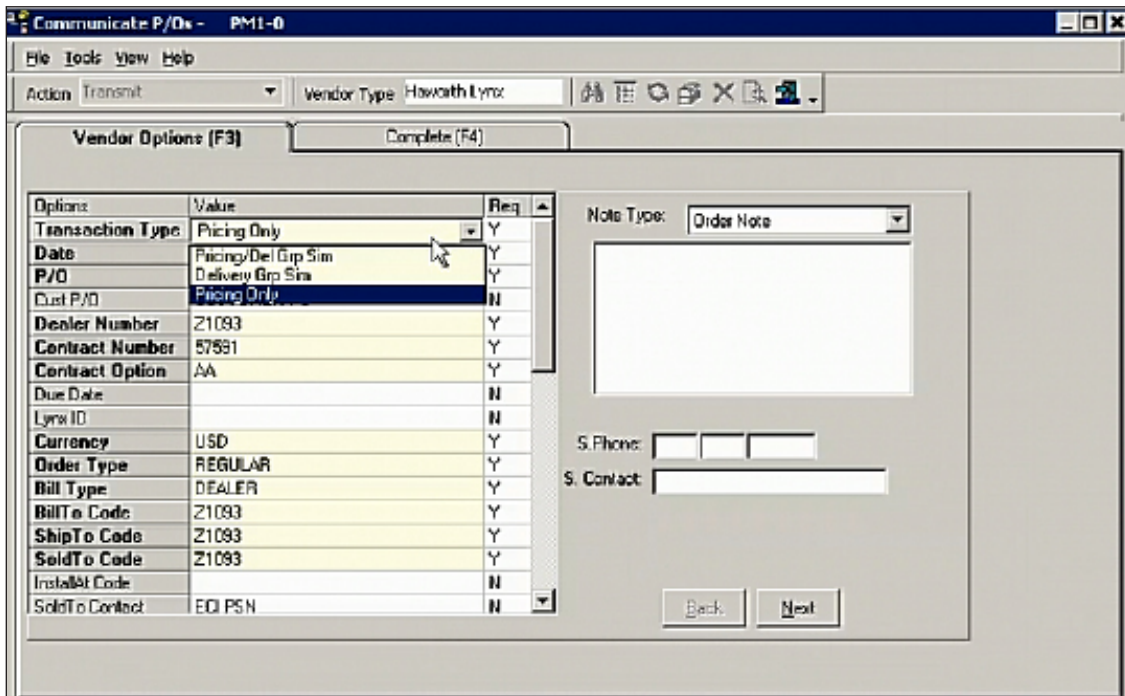 Communicate P/Os - PM1-0
File Tools View Help
Action Transmit Vendor Type Haworth Lynx
Vendor Options (F3) Complete (F4)
Options Value Req
Transaction Type Pricing Only Y
Date Pricing/Del Grp Sim Y
P/O Delivery Grp Sim Y
Cust P/O Pricing Only N
Dealer Number Z1093 Y
Contract Number 57591 Y
Contract Option AA Y
Due Date N
Lynx ID N
Currency USD Y
Order Type REGULAR Y
Bill Type DEALER Y
BillTo Code Z1093 Y
ShipTo Code Z1093 Y
SoldTo Code Z1093 Y
InstallAt Code N
SoldTo Contact ECI PSN N
Note Type: Order Note
S.Phone:
S. Contact:
Back Next